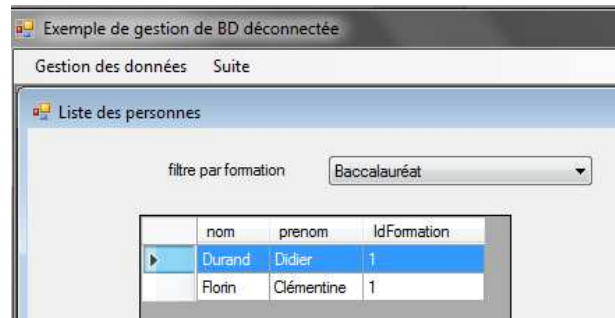 Exemple de gestion de BD déconnectée
Gestion des données Suite
Liste des personnes
filtre par formation Baccalauréat
nom prenom IdFormation
Durand Didier 1
Florin Clémentine 1